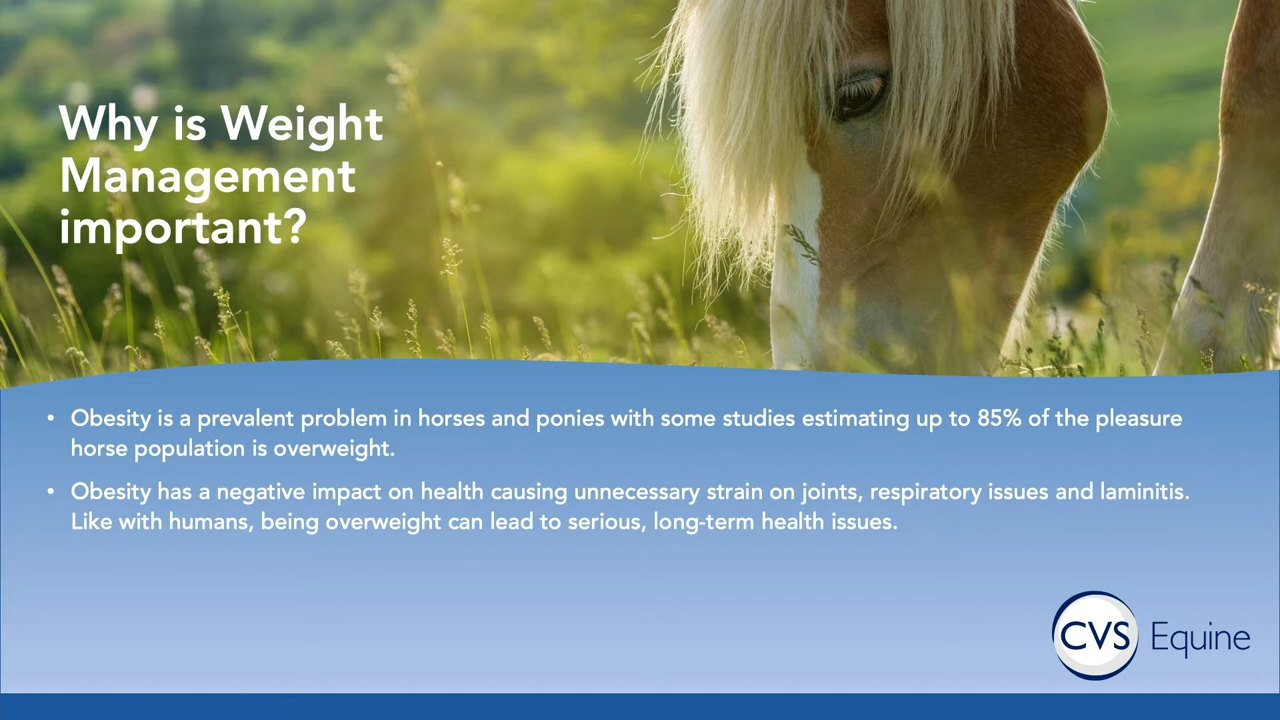 Why is Weight
Management
important?
• Obesity is a prevalent problem in horses and ponies with some studies estimating up to 85% of the pleasure
horse population is overweight.
• Obesity has a negative impact on health causing unnecessary strain on joints, respiratory issues and laminitis.
Like with humans, being overweight can lead to serious, long-term health issues.
CVS Equine